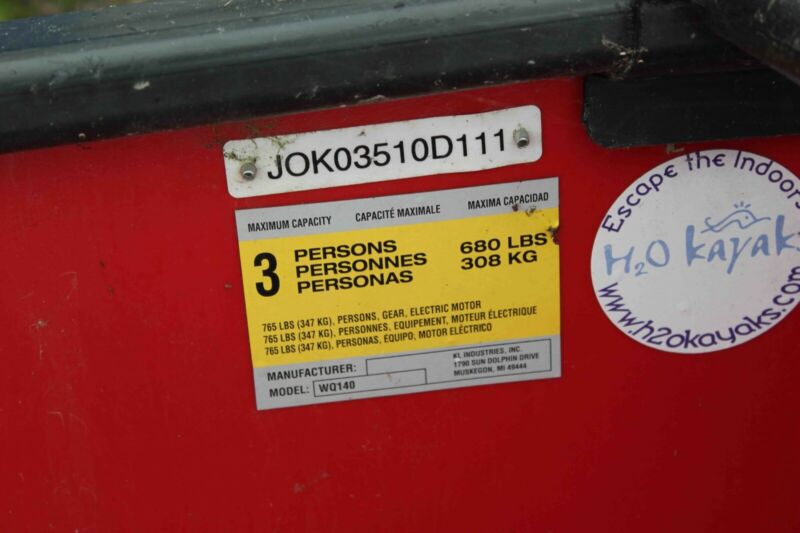 JOK03510D111
MAXIMUM CAPACITY CAPACITÉ MAXIMALE MAXIMA CAPACIDAD
3 PERSONS 680 LBS
PERSONNES 308 KG
PERSONAS
765 LBS (347 KG), PERSONS, GEAR, ELECTRIC MOTOR
765 LBS (347 KG), PERSONNES, EQUIPEMENT, MOTEUR ÉLECTRIQUE
765 LBS (347 KG), PERSONAS, ÉQUIPO, MOTOR ELÉCTRICO
MANUFACTURER:
MODEL: WQ140
KL INDUSTRIES, INC.
1790 SUN DOLPHIN DRIVE
MUSKEGON, MI 49444
Escape the Indoors
H2O kayak
www.h2okayaks.com